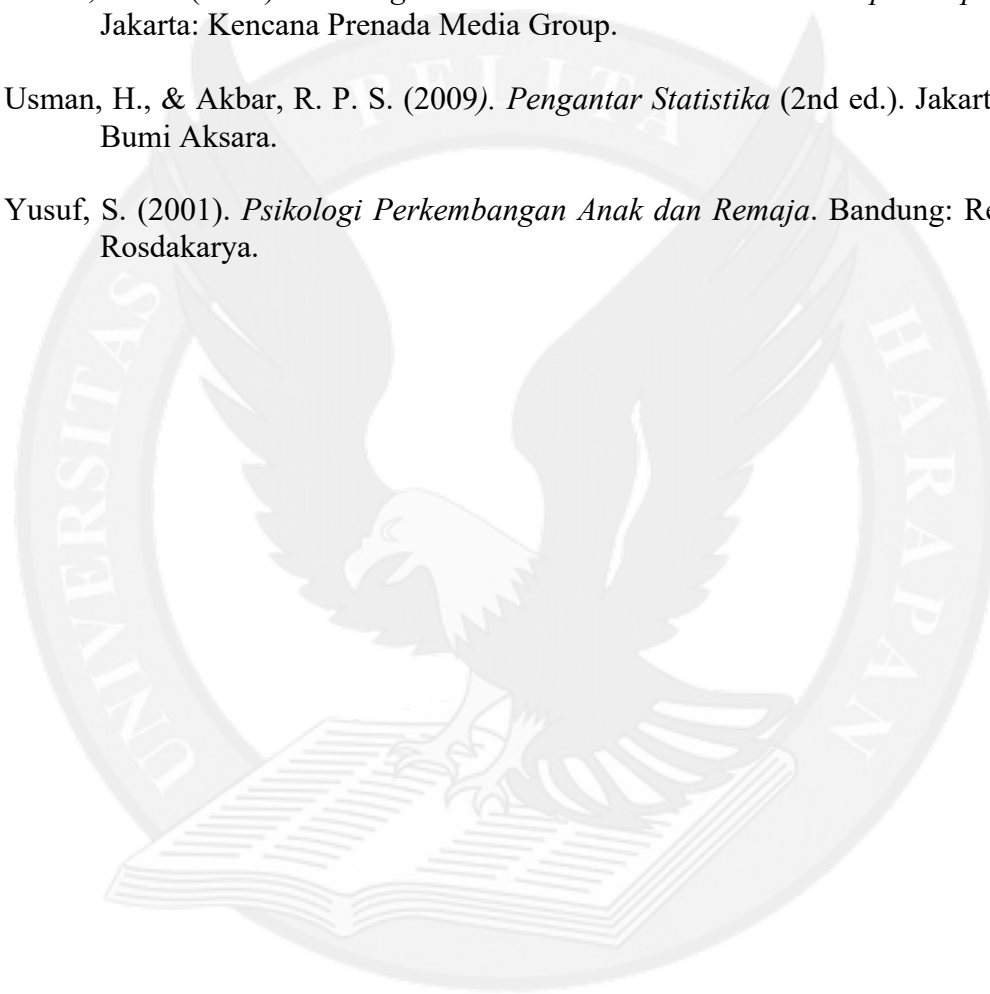 Jakarta: Kencana Prenada Media Group.
Usman, H., & Akbar, R. P. S. (2009). Pengantar Statistika (2nd ed.). Jakart
Bumi Aksara.
Yusuf, S. (2001). Psikologi Perkembangan Anak dan Remaja. Bandung: Re
Rosdakarya.
UNIVERSITAS PELITA HARAPAN